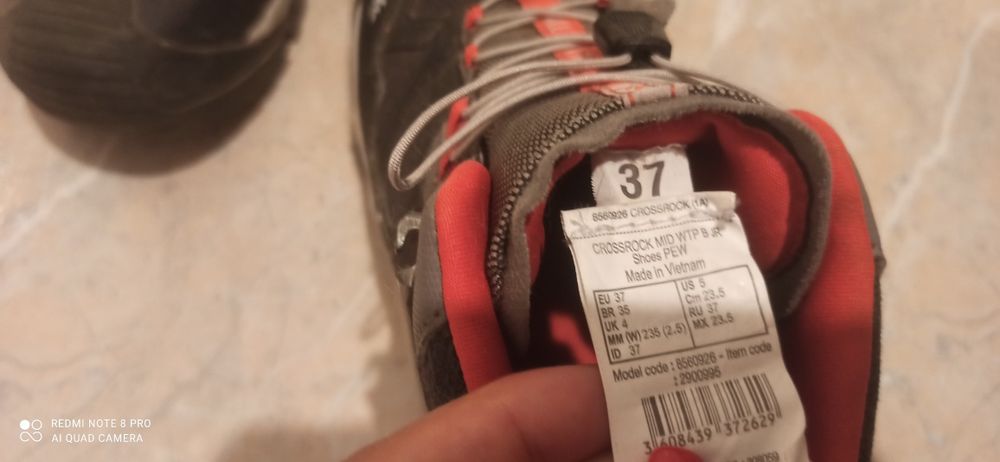 37
8560926 CROSSROCK (1A)
CROSSROCK MID WTP B JR
Shoes PEW
Made in Vietnam
EU 37 US 5
BR 35 Cm 23.5
UK 4 RU 37
MM (W) 235 (2.5) MX 23.5
ID 37
Model code : 8560926 - Item code
: 2900995
3 608439 372629
REDMI NOTE 8 PRO
AI QUAD CAMERA